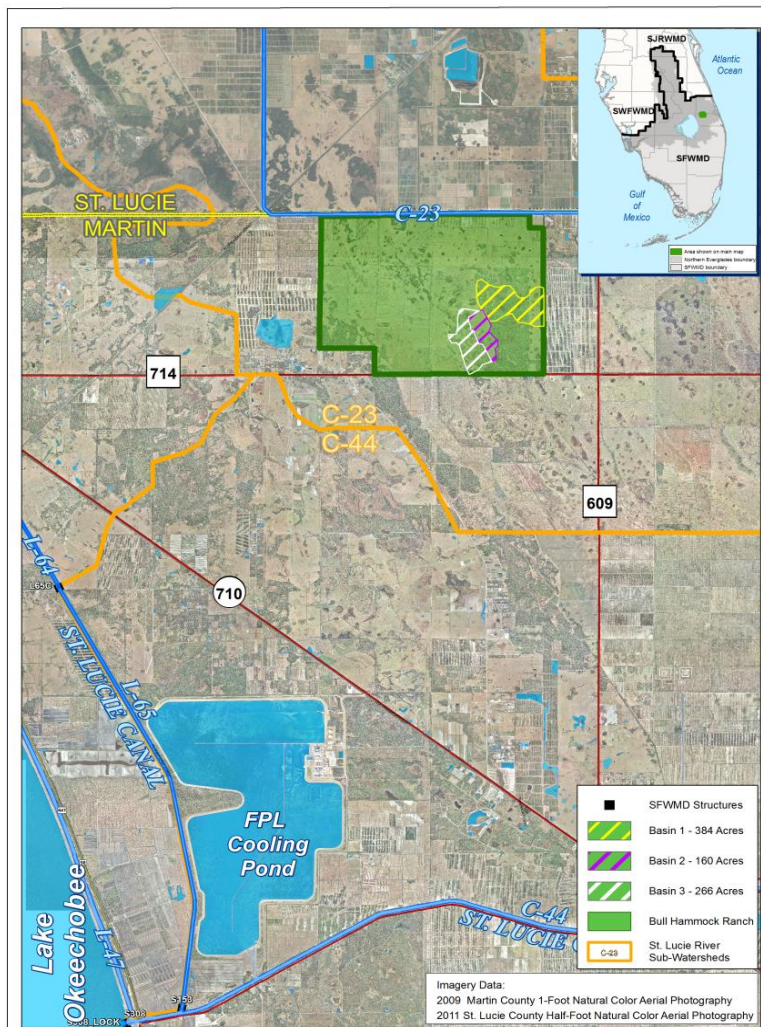 SJRWMD
Atlantic
Ocean
SWFWMD
SFWMD
Gulf
of
Mexico
Area shown on main map
Northern Everglades boundary
SFWMD boundary
ST. LUCIE
MARTIN
C-23
714
C-23
C-44
609
L-64
L65C
710
ST. LUCIE CANAL
L-65
FPL
Cooling
Pond
Lake
Okeechobee
L-47
C-44
ST. LUCIE C
S153
S308
LOCK
SFWMD Structures
Basin 1 - 384 Acres
Basin 2 - 160 Acres
Basin 3 - 266 Acres
Bull Hammock Ranch
C-23
St. Lucie River
Sub-Watersheds
Imagery Data:
2009 Martin County 1-Foot Natural Color Aerial Photography
2011 St. Lucie County Half-Foot Natural Color Aerial Photography